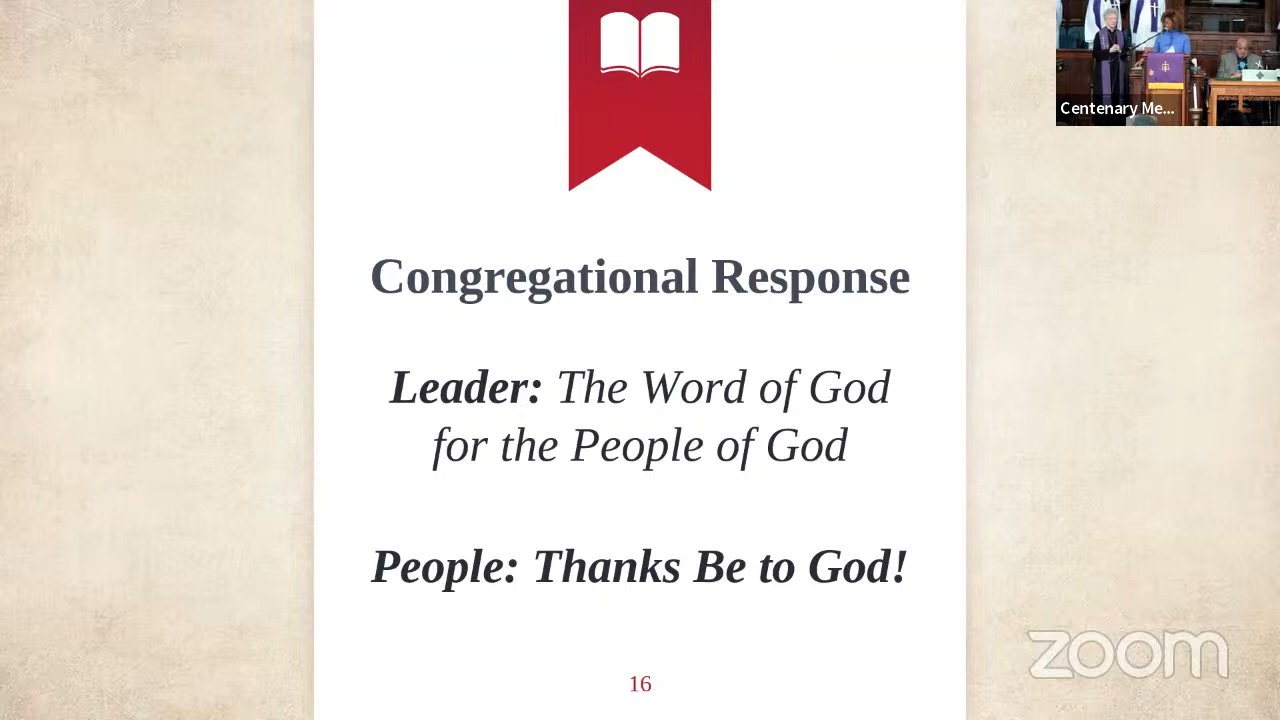 Centenary Me...
Congregational Response
Leader: The Word of God
for the People of God
People: Thanks Be to God!
zoom
16